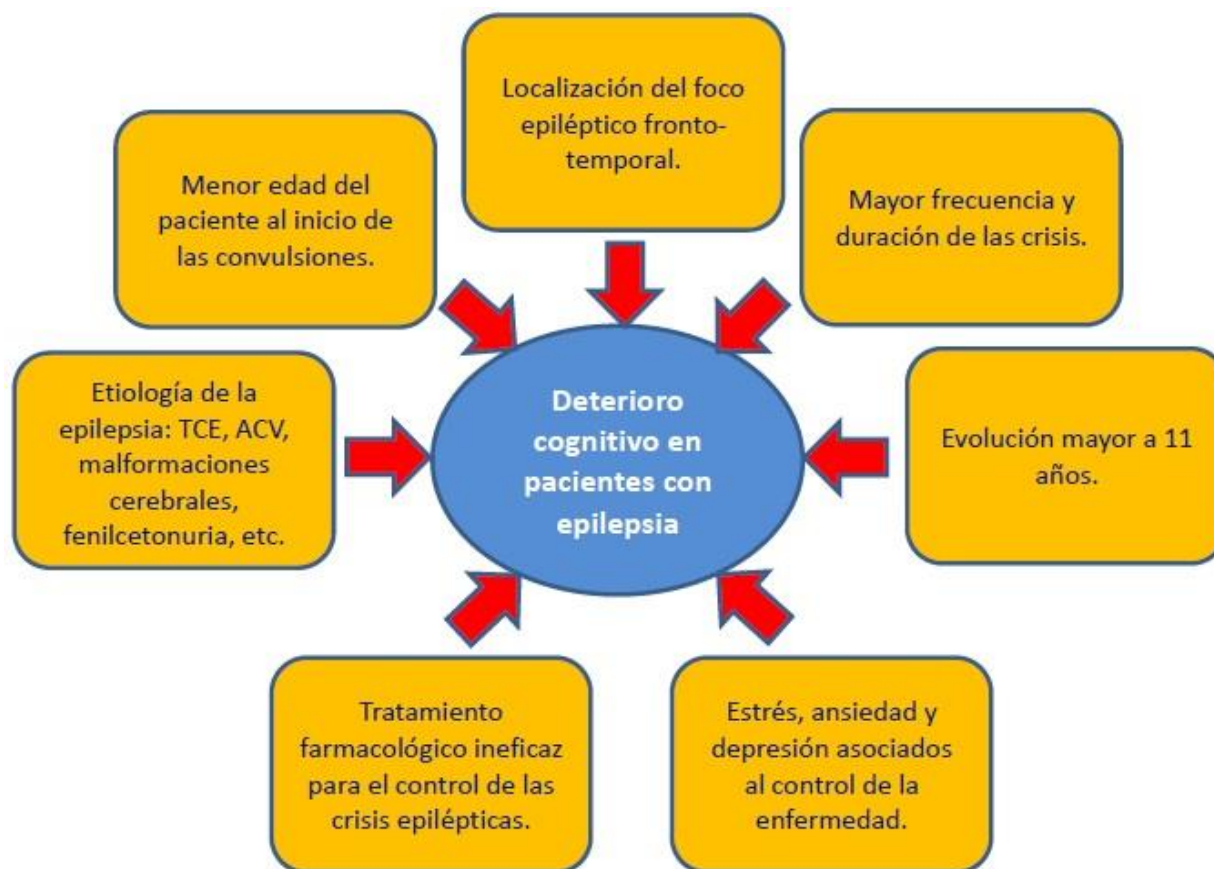 Localización del foco
epiléptico fronto-
temporal.
Menor edad del
paciente al inicio de
las convulsiones.
Mayor frecuencia y
duración de las crisis.
Etiología de la
epilepsia: TCE, ACV,
malformaciones
cerebrales,
fenilcetonuria, etc.
Deterioro
cognitivo en
pacientes con
epilepsia
Evolución mayor a 11
años.
Tratamiento
farmacológico ineficaz
para el control de las
crisis epilépticas.
Estrés, ansiedad y
depresión asociados
al control de la
enfermedad.